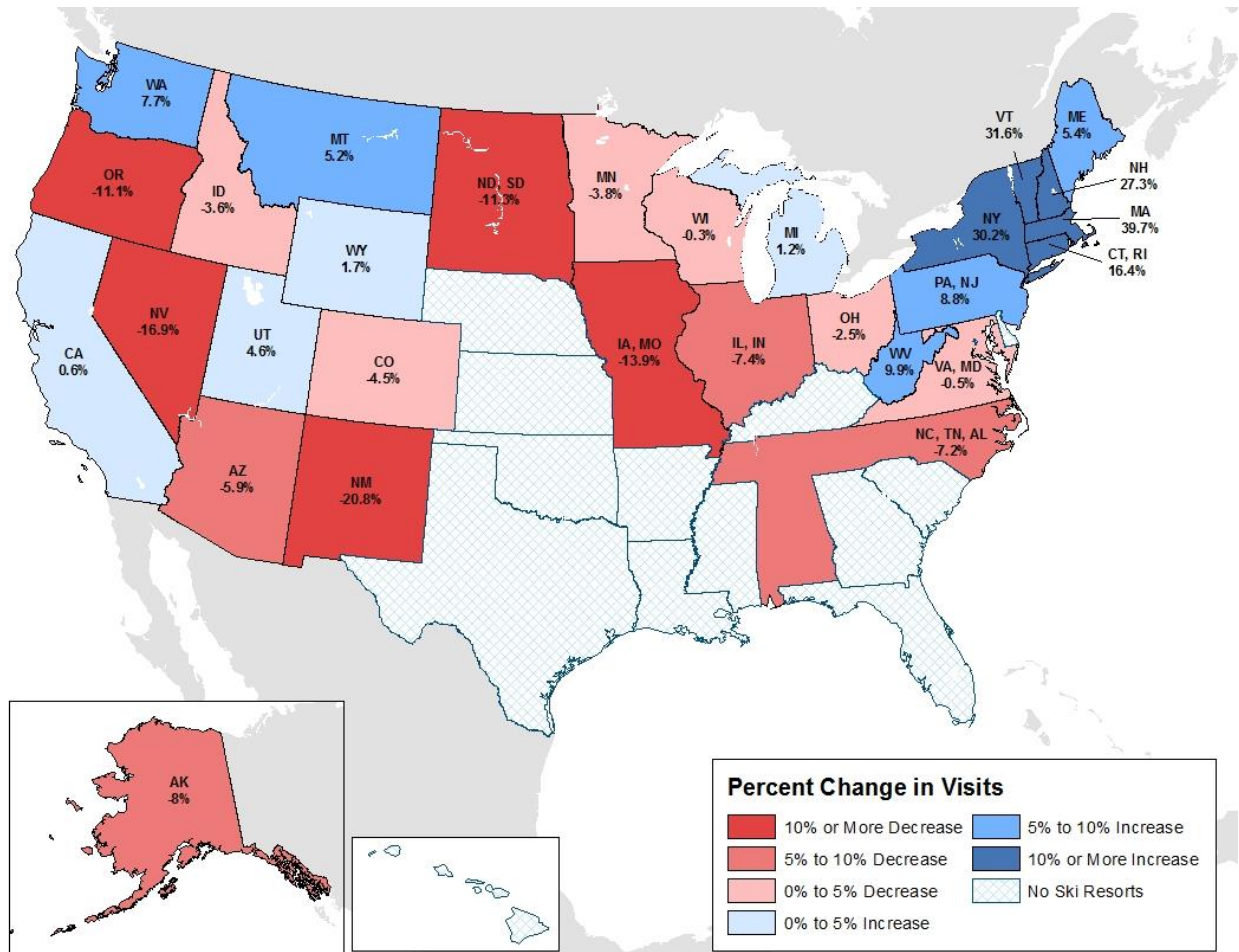 WA
7.7%
MT
5.2%
VT
31.6%
ME
5.4%
OR
-11.1%
ID
-3.6%
ND, SD
-11.3%
MN
-3.8%
NH
27.3%
WI
-0.3%
MI
1.2%
NY
30.2%
MA
39.7%
CT, RI
16.4%
WY
1.7%
PA, NJ
8.8%
NV
-16.9%
UT
4.6%
CA
0.6%
CO
-4.5%
IA, MO
-13.9%
IL, IN
-7.4%
OH
-2.5%
WV
9.9%
VA, MD
-0.5%
AZ
-5.9%
NM
-20.8%
NC, TN, AL
-7.2%
AK
-8%
Percent Change in Visits
10% or More Decrease
5% to 10% Decrease
0% to 5% Decrease
0% to 5% Increase
5% to 10% Increase
10% or More Increase
No Ski Resorts